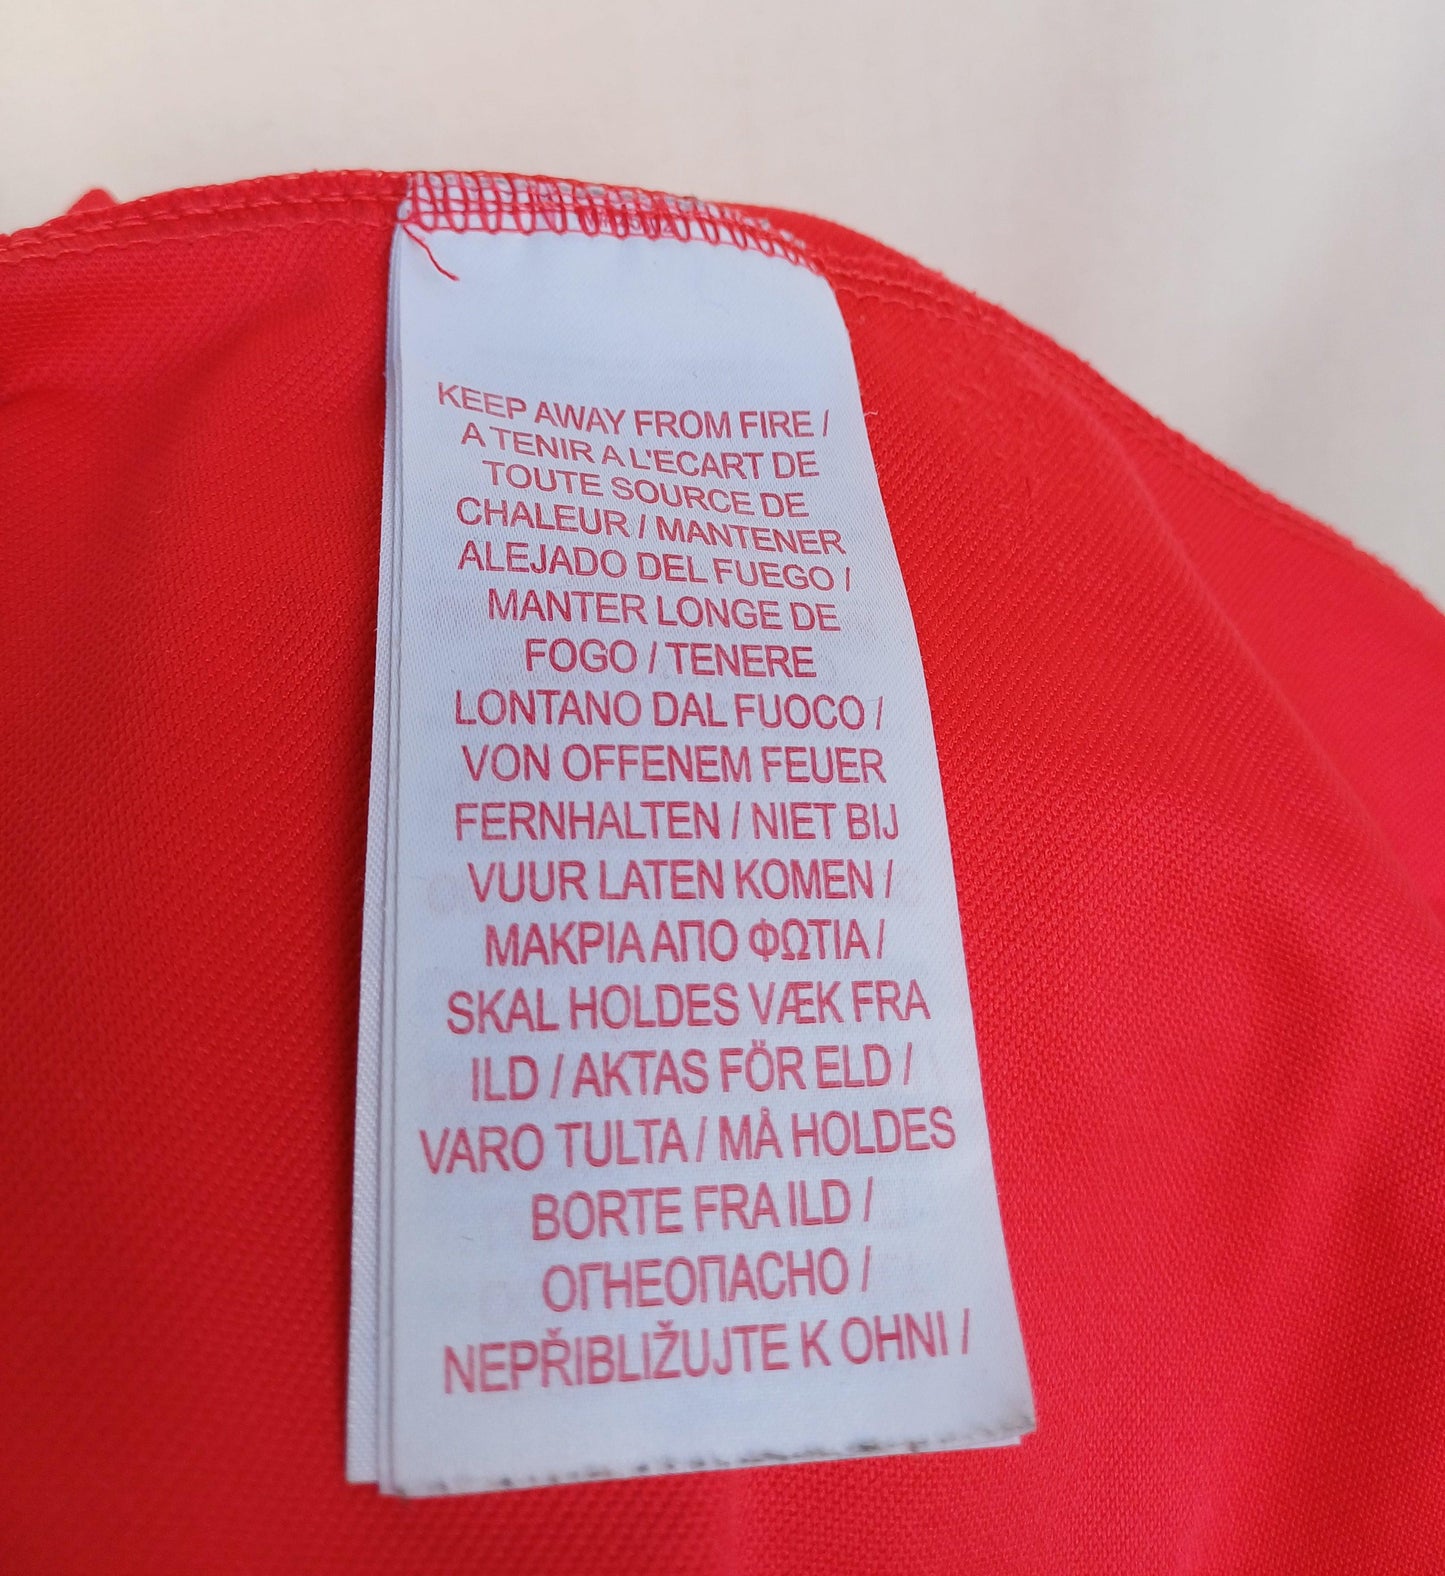 KEEP AWAY FROM FIRE /
A TENIR A L'ECART DE
TOUTE SOURCE DE
CHALEUR / MANTENER
ALEJADO DEL FUEGO /
MANTER LONGE DE
FOGO / TENERE
LONTANO DAL FUOCO /
VON OFFENEM FEUER
FERNHALTEN / NIET BIJ
VUUR LATEN KOMEN /
ΜΑΚΡΙΑ ΑΠΟ ΦΩΤΙΑ /
SKAL HOLDES VÆK FRA
ILD / AKTAS FÖR ELD /
VARO TULTA / MÅ HOLDES
BORTE FRA ILD /
ОГНЕОПАСНО /
NEPŘIBLIŽUJTE K OHNI /